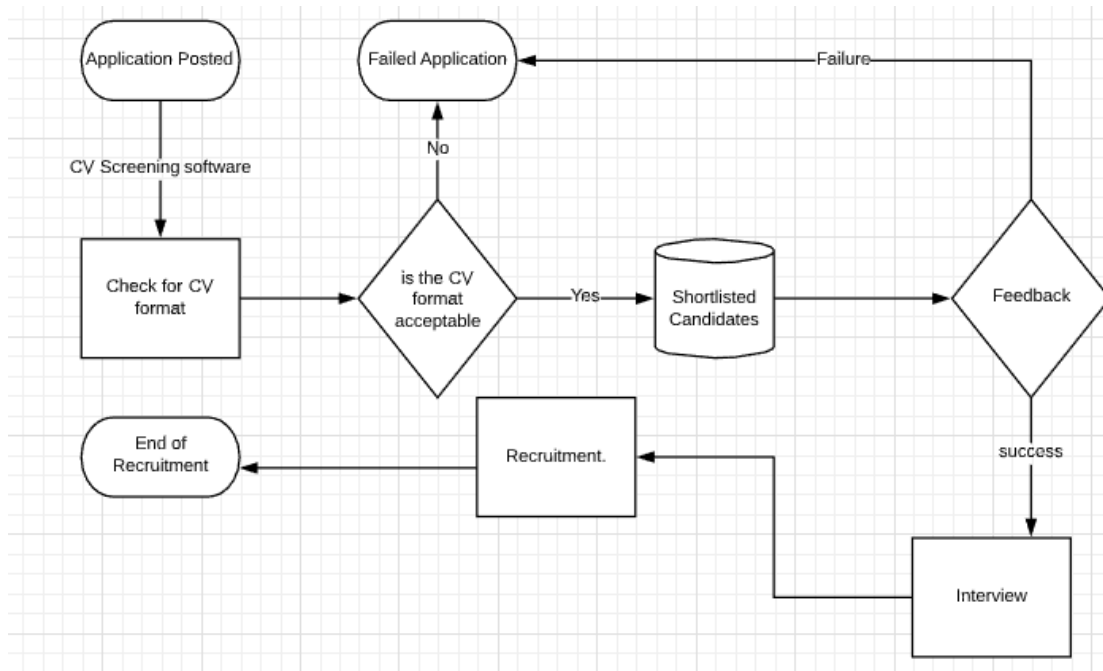 Application Posted
Failed Application
Failure
No
CV Screening software
Check for CV
format
is the CV
format
acceptable
Yes
Shortlisted
Candidates
Feedback
End of
Recruitment
Recruitment.
success
Interview